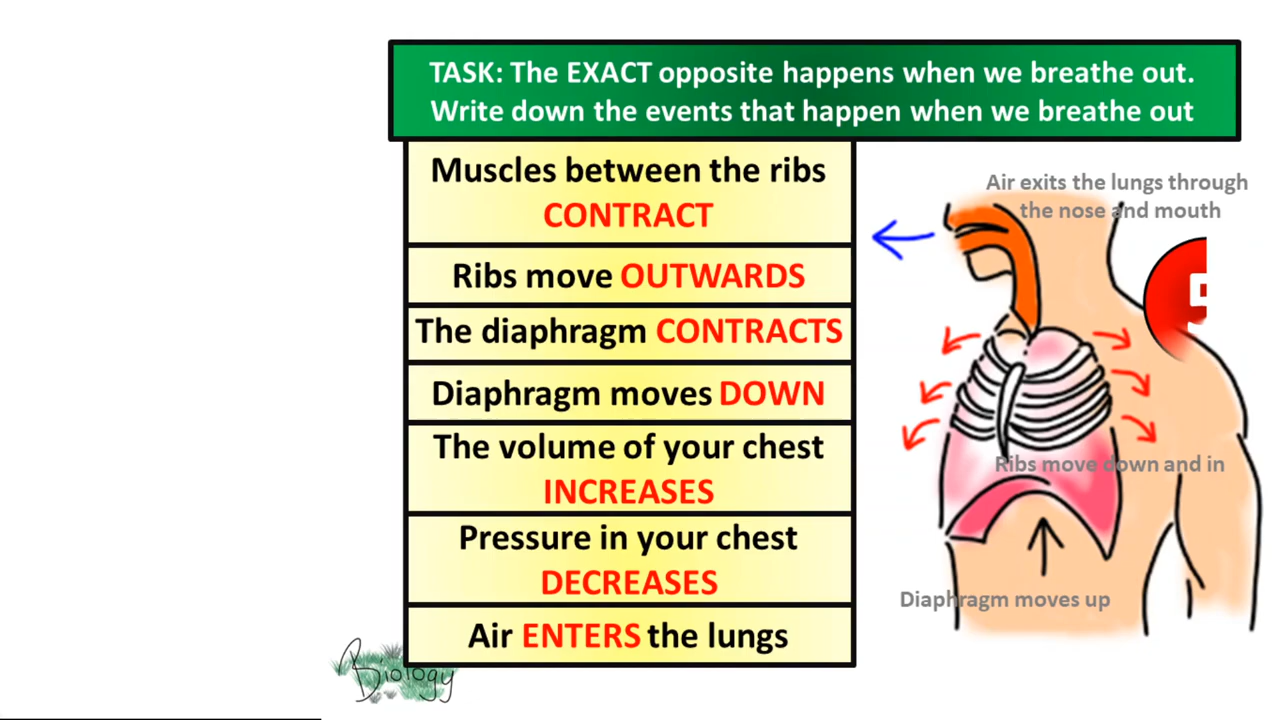 TASK: The EXACT opposite happens when we breathe out.
Write down the events that happen when we breathe out
Muscles between the ribs
CONTRACT
Ribs move OUTWARDS
The diaphragm CONTRACTS
Diaphragm moves DOWN
The volume of your chest
INCREASES
Pressure in your chest
DECREASES
Air ENTERS the lungs
Air exits the lungs through
the nose and mouth
Ribs move down and in
Diaphragm moves up
Biology